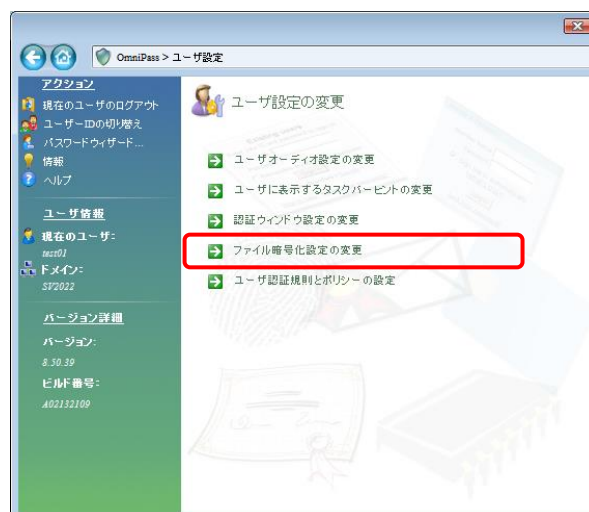 OmniPass > ユーザ設定
アクション
現在のユーザのログアウト
ユーザーIDの切り替え
パスワードウィザード...
情報
ヘルプ
ユーザ情報
現在のユーザ:
test01
ドメイン:
SV2022
バージョン詳細
バージョン:
8.50.39
ビルド番号:
A02132109
ユーザ設定の変更
ユーザオーディオ設定の変更
ユーザに表示するタスクバーヒントの変更
認証ウィンドウ設定の変更
ファイル暗号化設定の変更
ユーザ認証規則とポリシーの設定